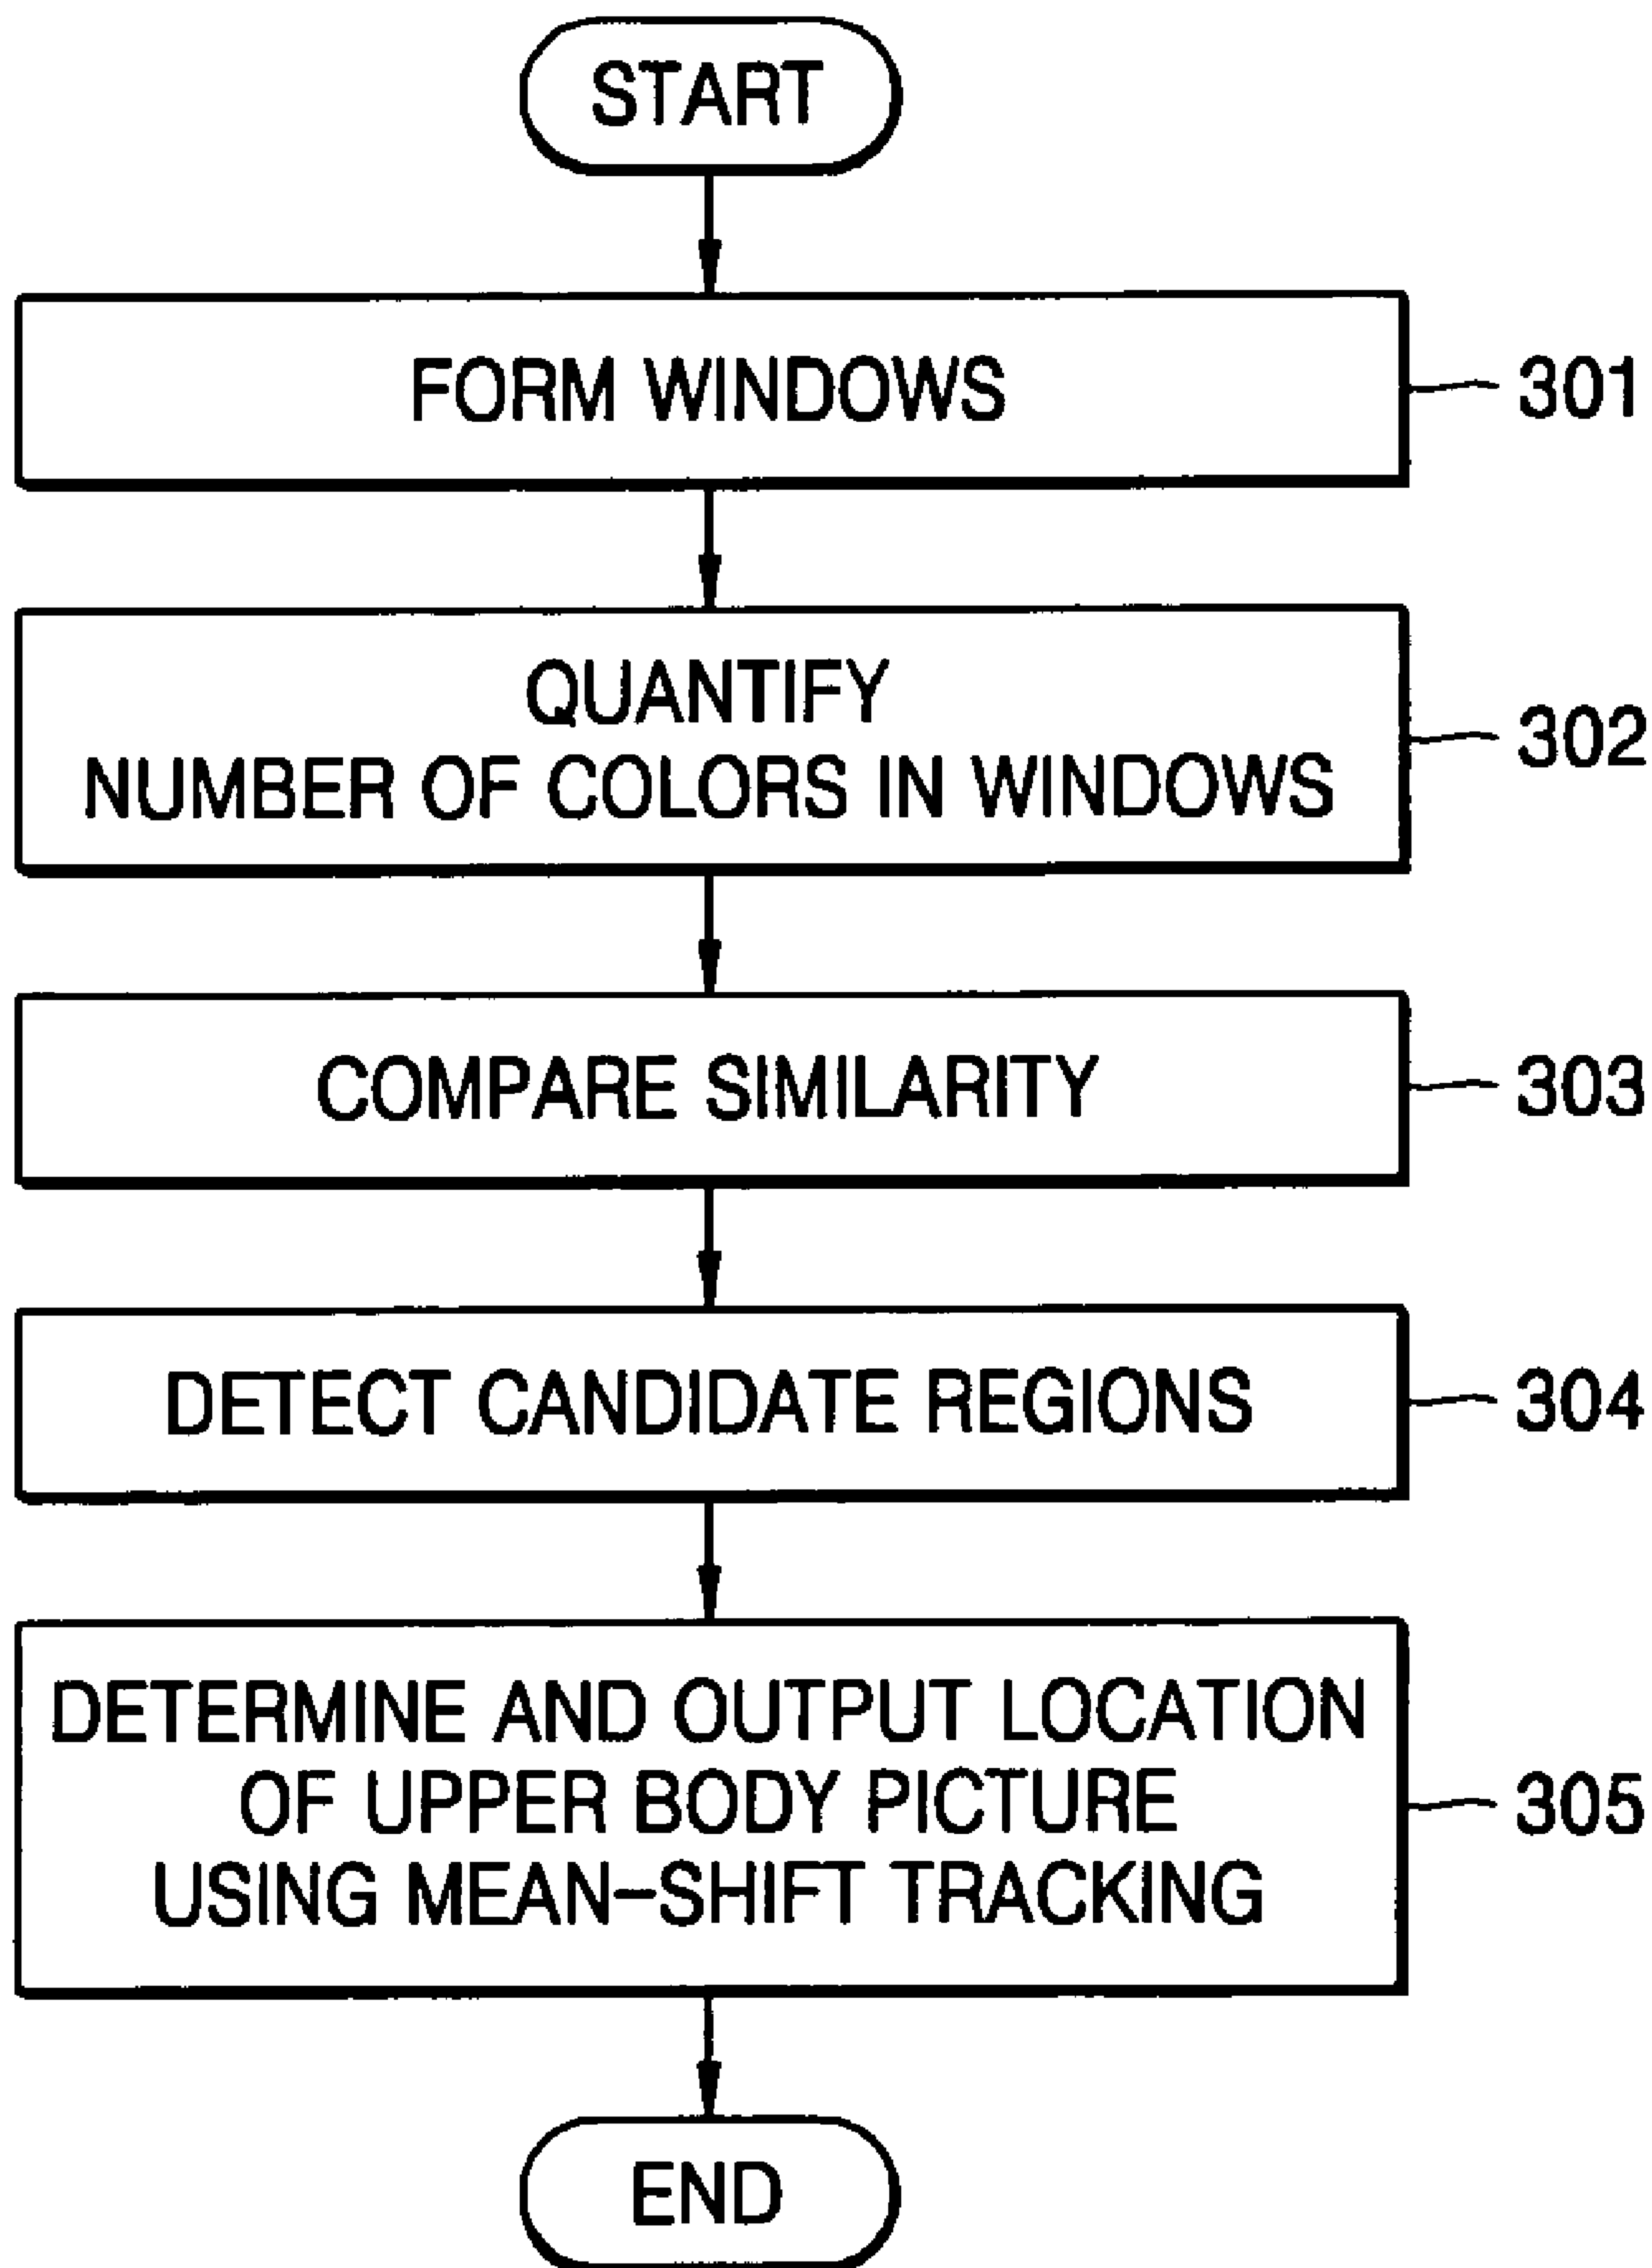 START
FORM WINDOWS
301
QUANTIFY
NUMBER OF COLORS IN WINDOWS
302
COMPARE SIMILARITY
303
DETECT CANDIDATE REGIONS
304
DETERMINE AND OUTPUT LOCATION
OF UPPER BODY PICTURE
USING MEAN-SHIFT TRACKING
305
END